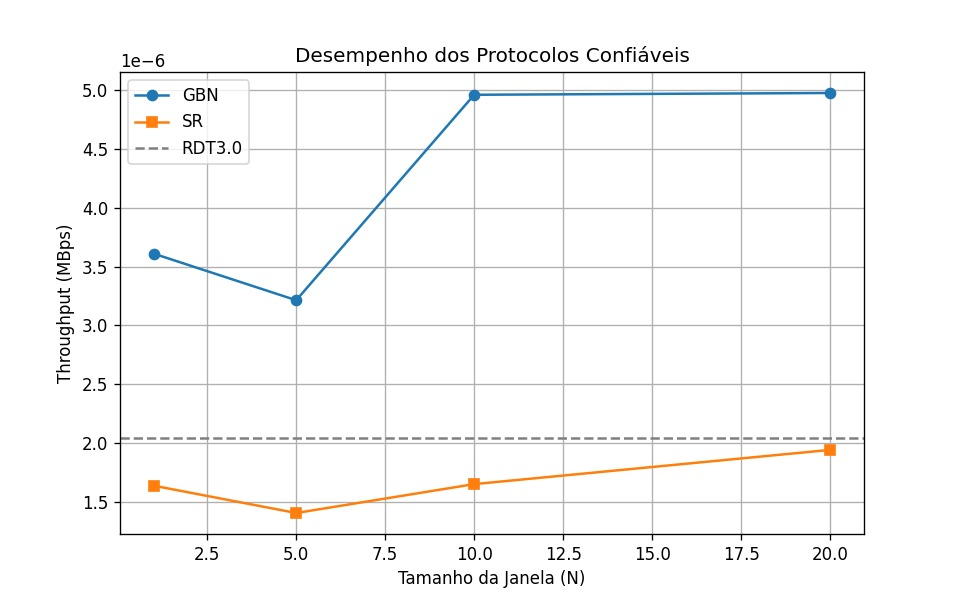 Desempenho dos Protocolos Confiáveis
1e−6
GBN
SR
RDT3.0
5.0
4.5
4.0
3.5
3.0
2.5
2.0
1.5
Throughput (MBps)
2.5 5.0 7.5 10.0 12.5 15.0 17.5 20.0
Tamanho da Janela (N)